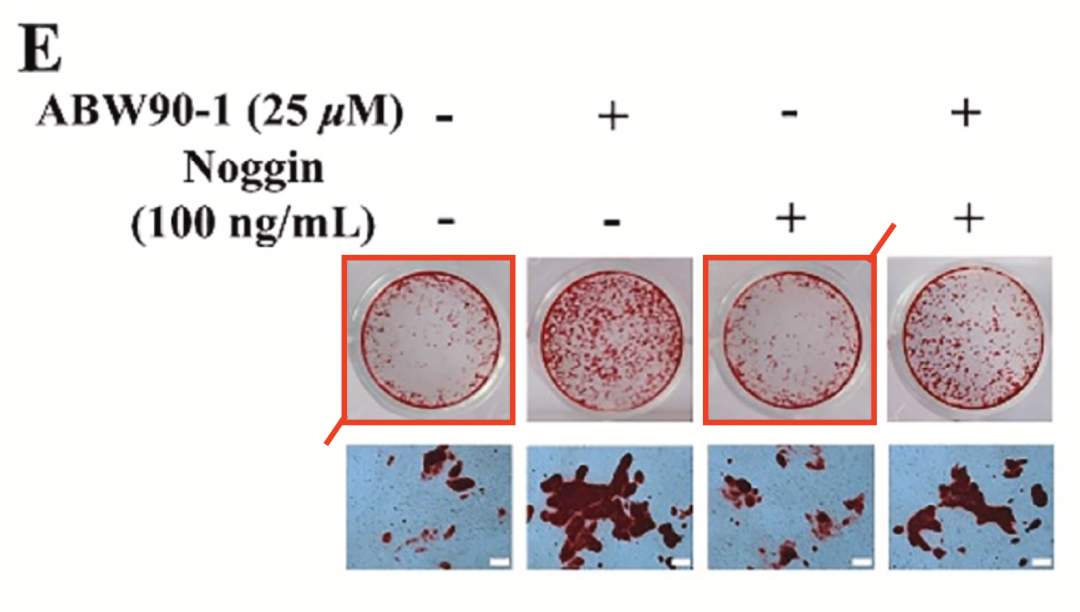 E
ABW90-1 (25 μM) - + - +
Noggin
(100 ng/mL) - - + +